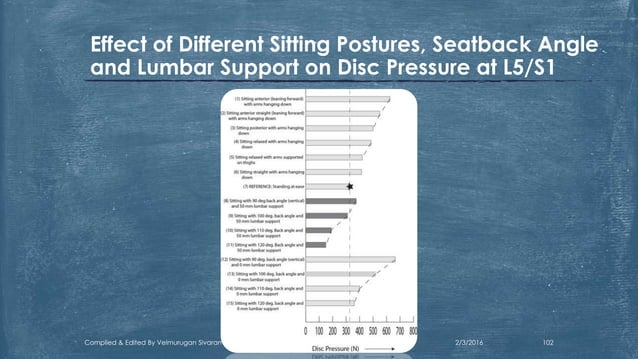 Effect of Different Sitting Postures, Seatback Angle
and Lumbar Support on Disc Pressure at L5/S1
(1) Sitting anterior (leaning forward)
with arms hanging down
(2) Sitting anterior straight (leaning forward)
with arms hanging down
(3) Sitting posterior with arms hanging
down
(4) Sitting relaxed with arms hanging
down
(5) Sitting relaxed with arms supported
on thighs
(6) Sitting straight with arms hanging
down
(7) REFERENCE: Standing at ease
(8) Sitting with 90 deg back angle (vertical)
and 50 mm lumbar support
(9) Sitting with 100 deg. back angle and
50 mm lumbar support
(10) Sitting with 110 deg. Back angle and
50 mm lumbar support
(11) Sitting with 120 deg. Back angle and
50 mm lumbar support
(12) Sitting with 90 deg. back angle (vertical)
and 0 mm lumbar support
(13) Sitting with 100 deg. back angle and
0 mm lumbar support
(14) Sitting with 110 deg. back angle and
0 mm lumbar support
(15) Sitting with 120 deg. back angle and
0 mm lumbar support
0 100 200 300 400 500 600 700 800
Disc Pressure (N)
Complied & Edited By Velmurugan Sivaram 2/3/2016 102